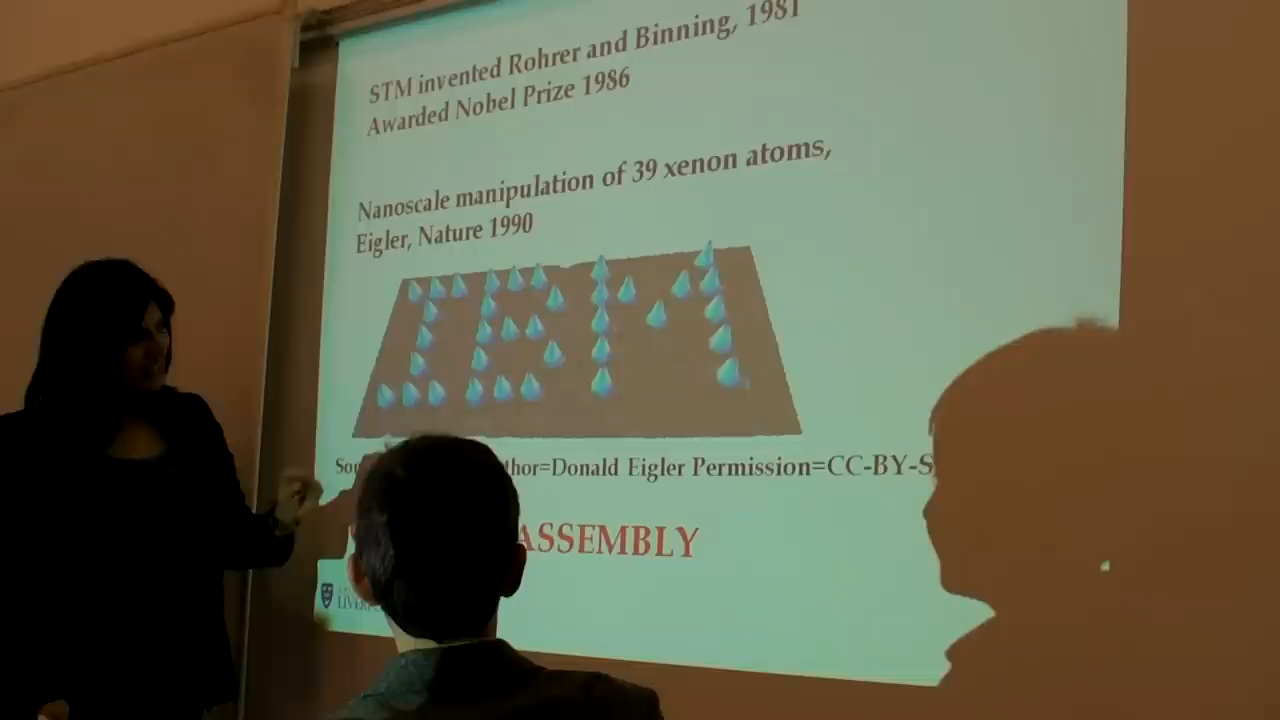 STM invented Rohrer and Binning, 1981
Awarded Nobel Prize 1986
Nanoscale manipulation of 39 xenon atoms,
Eigler, Nature 1990
IBM
thor=Donald Eigler Permission=CC-BY-S
ASSEMBLY